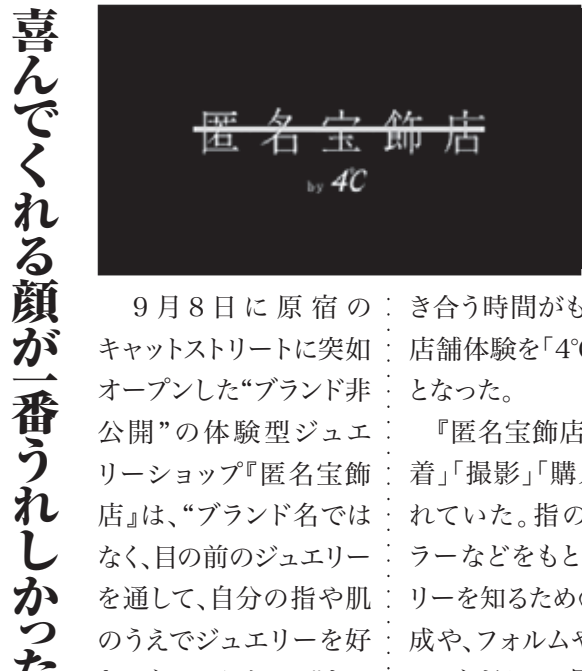 喜んでくれる顔が一番うれしかった
匿名宝飾店
by 4℃
9月8日に原宿の
キャットストリートに突如
オープンした“ブランド非
公開”の体験型ジュエ
リーショップ『匿名宝飾
店』は、“ブランド名では
なく、目の前のジュエリー
を通して、自分の指や肌
のうえでジュエリーを好
き合う時間がも
店舗体験を「4℃
となった。
『匿名宝飾店
着」「撮影」「購入
れていた。指の
ラーなどをもと
リーを知るための
成や、フォルムや